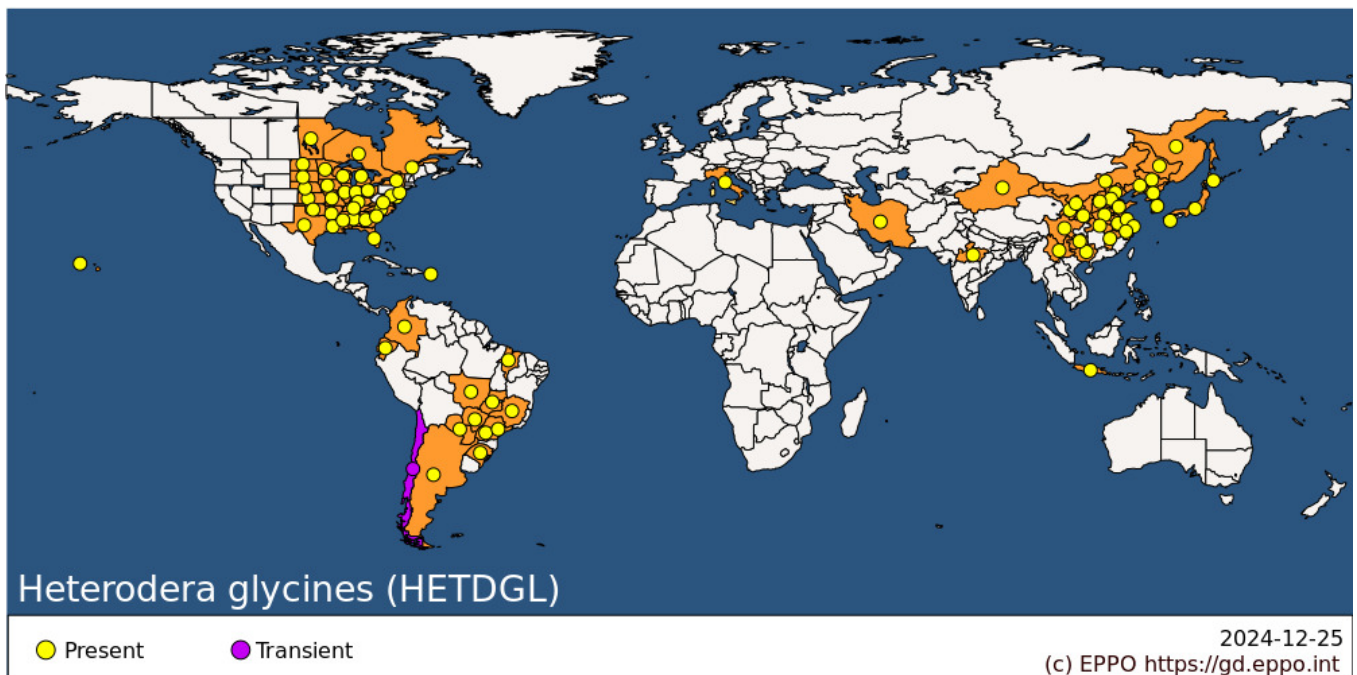 Heterodera glycines (HETDGL)
Present
Transient
2024-12-25
(c) EPPO https://gd.eppo.int